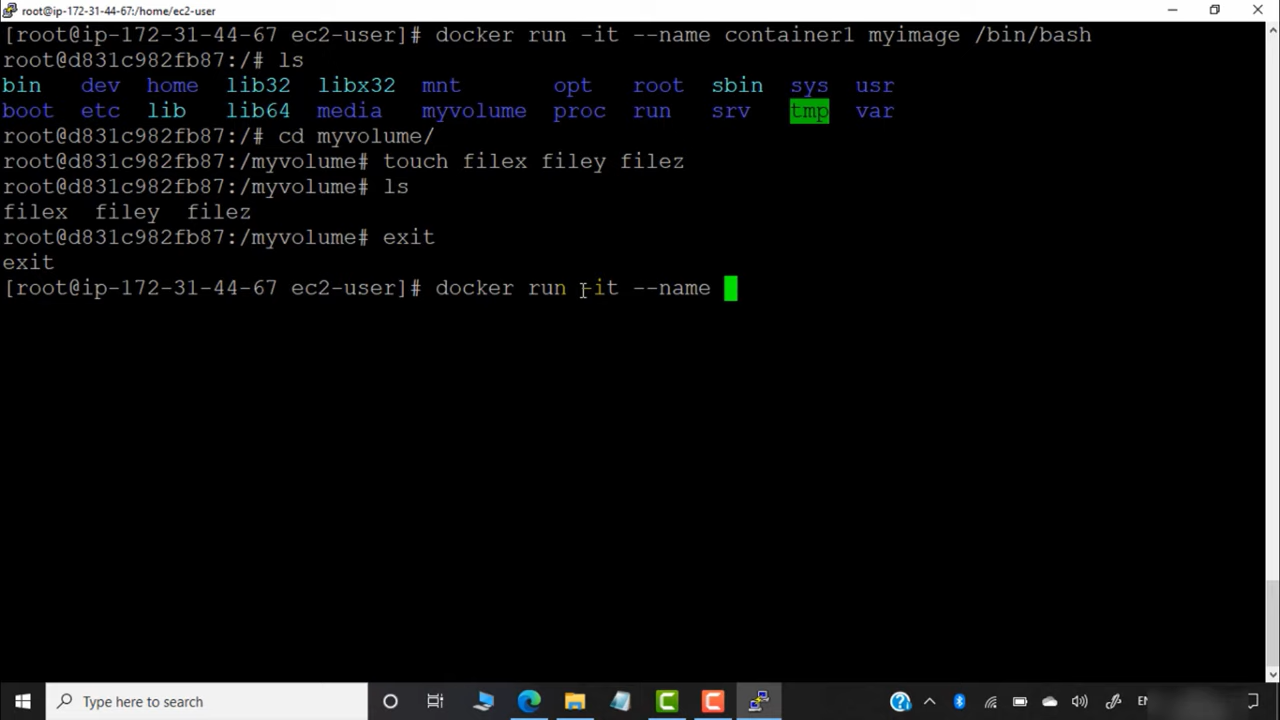 root@ip-172-31-44-67:/home/ec2-user
[root@ip-172-31-44-67 ec2-user]# docker run -it --name container1 myimage /bin/bash
root@d831c982fb87:/# ls
bin dev home lib32 libx32 mnt opt root sbin sys usr
boot etc lib lib64 media myvolume proc run srv tmp var
root@d831c982fb87:/# cd myvolume/
root@d831c982fb87:/myvolume# touch filex filey filez
root@d831c982fb87:/myvolume# ls
filex filey filez
root@d831c982fb87:/myvolume# exit
exit
[root@ip-172-31-44-67 ec2-user]# docker run -it --name
Type here to search